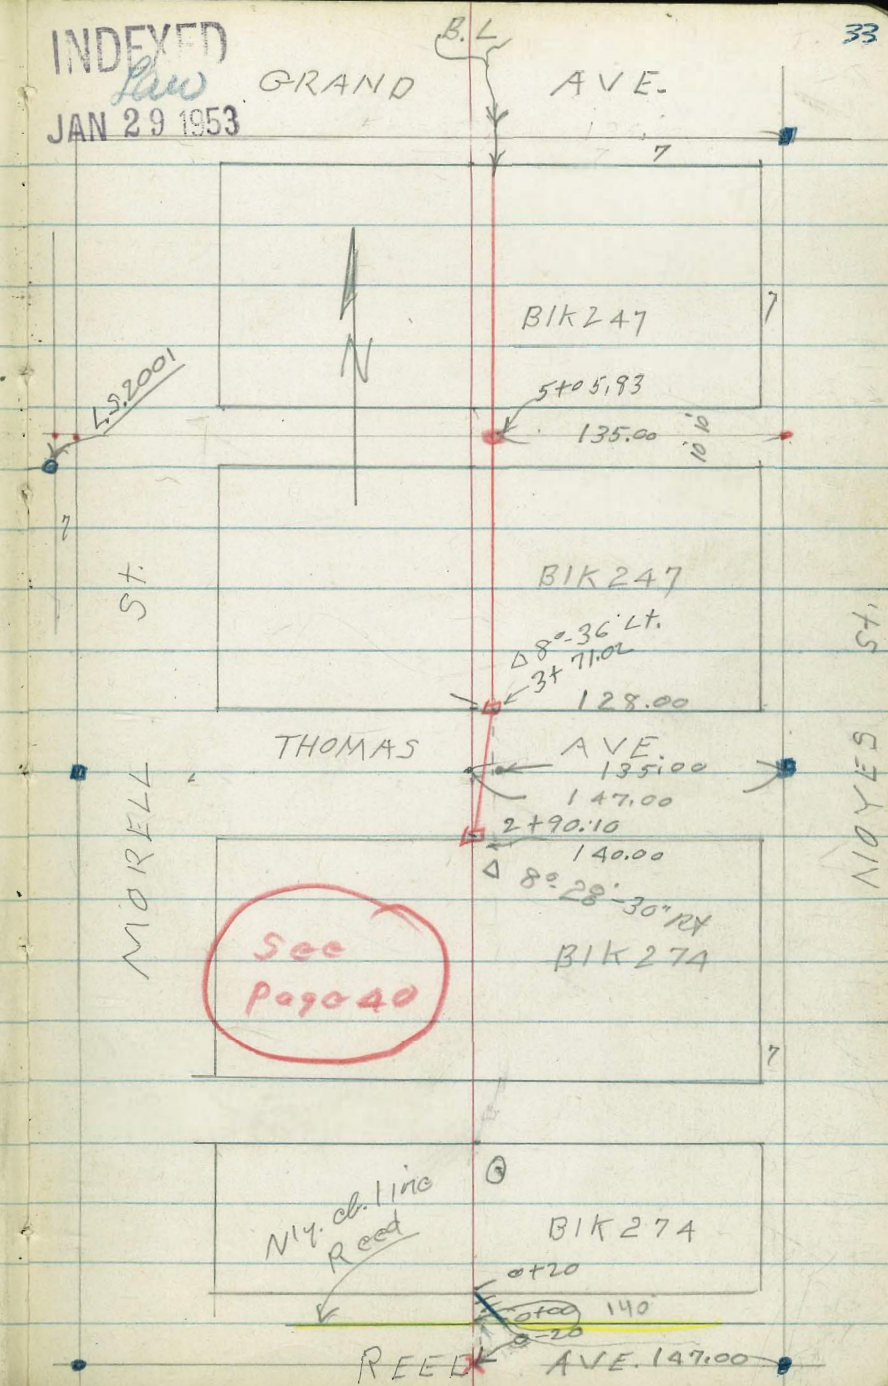 33
B.L
INDEXED
Law
JAN 29 1953
GRAND AVE.
7
Blk 247
7
L.S. 2001
5+05.93
135.00
10 10
7
Blk 247
St.
St.
Δ 8°-36' Lt.
3+71.02
128.00
THOMAS AVE.
135.00
147.00
MORELL
NOYES
2+90.10
140.00
Δ 8°-28'-30" Rt
Blk 274
See
Page 40
7
Nly. cb. line
Reed
Blk 274
0+20
0+00 140
0-20
REED AVE. 147.00